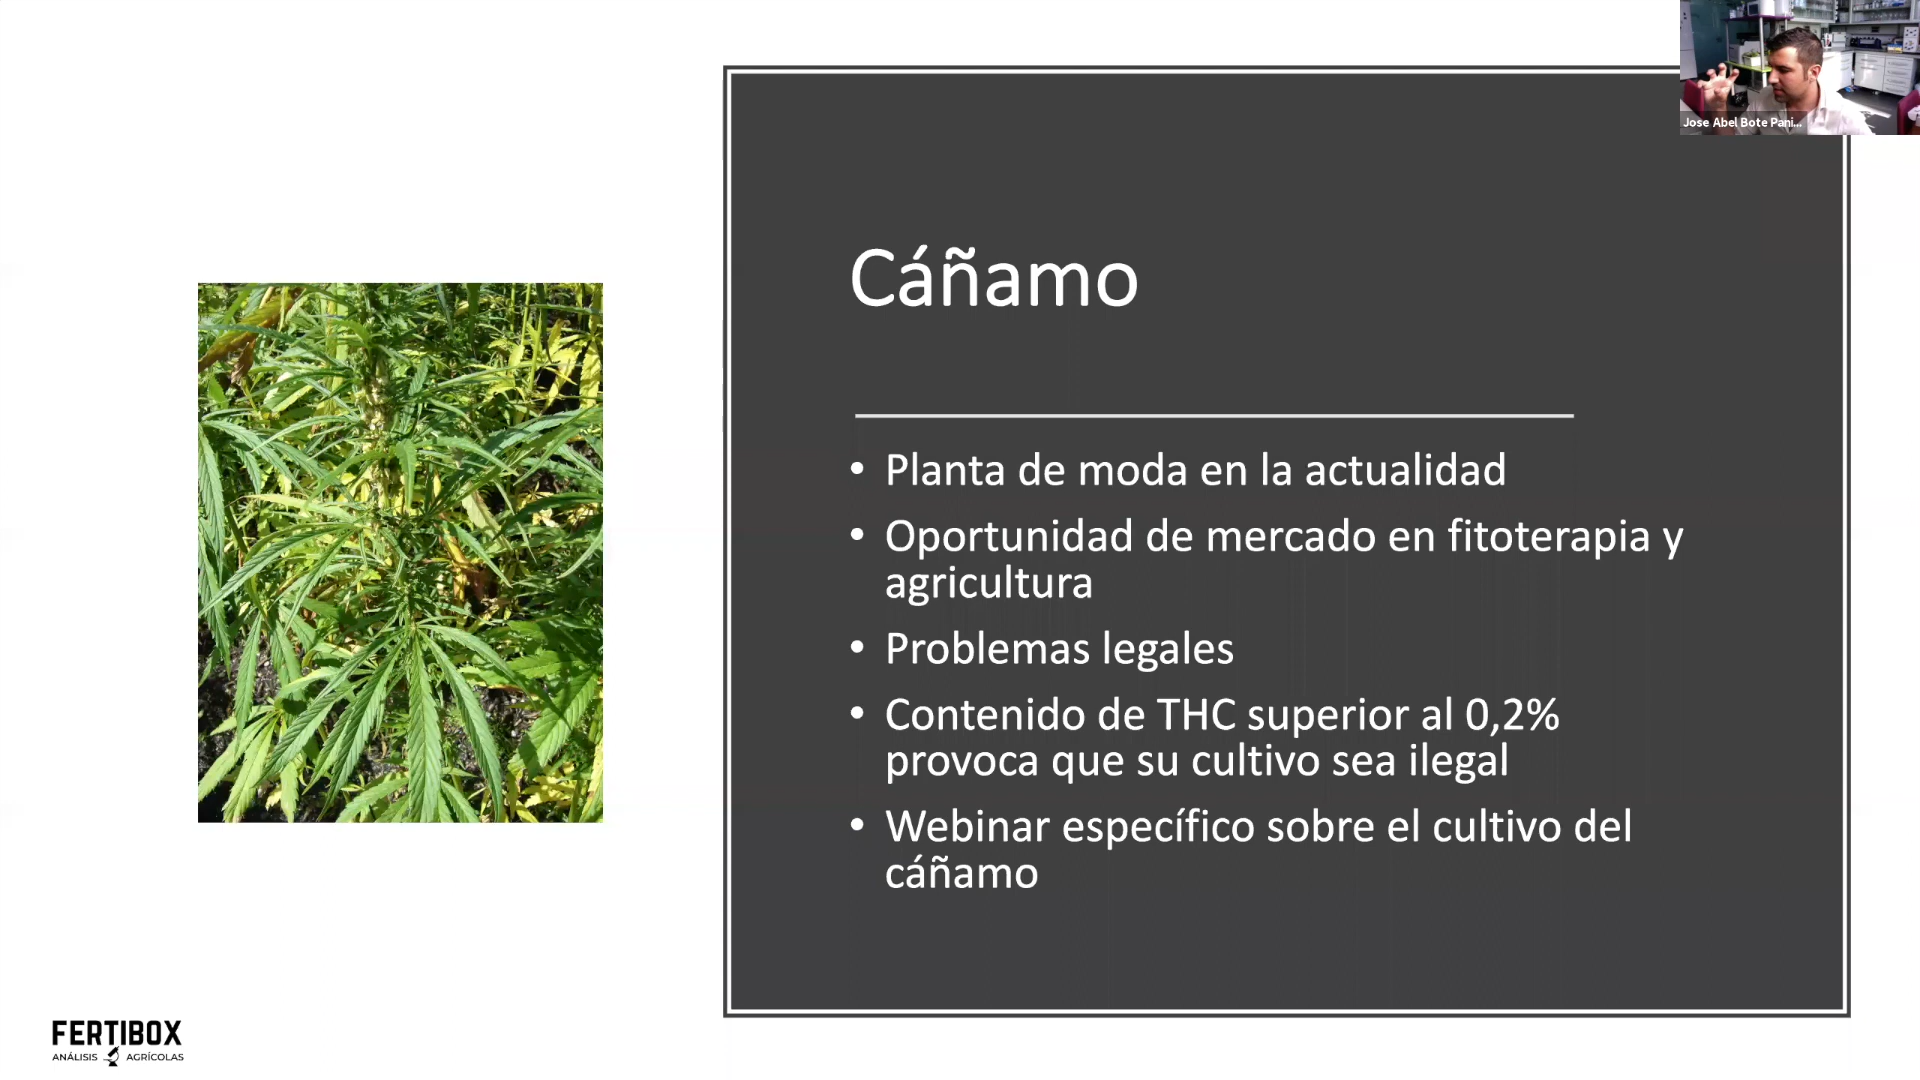 Jose Abel Bote Pani...
Cáñamo
• Planta de moda en la actualidad
• Oportunidad de mercado en fitoterapia y
agricultura
• Problemas legales
• Contenido de THC superior al 0,2%
provoca que su cultivo sea ilegal
• Webinar específico sobre el cultivo del
cáñamo
FERTIBOX
ANÁLISIS AGRÍCOLAS